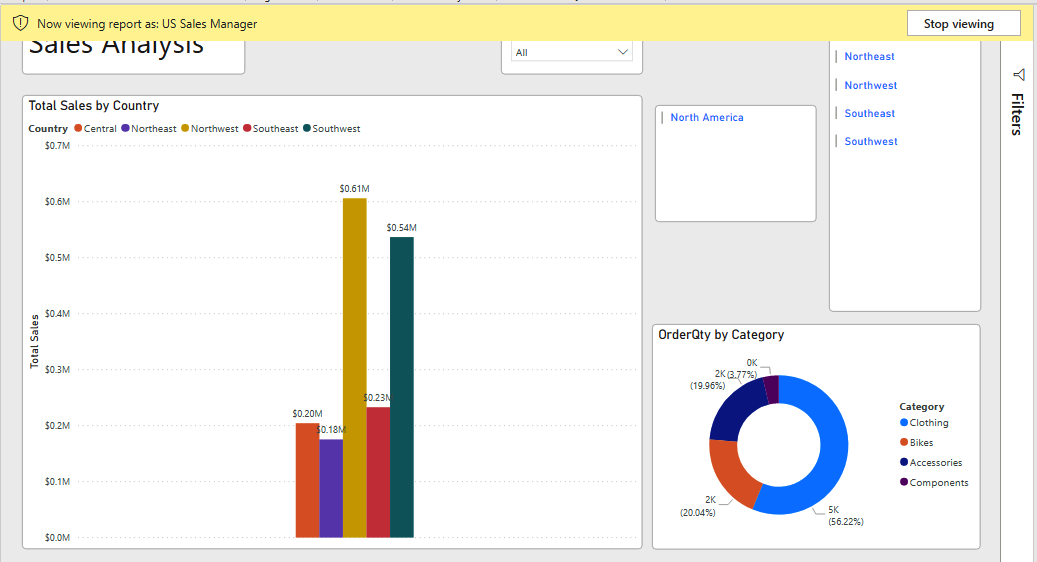 Now viewing report as: US Sales Manager
Stop viewing
Sales Analysis
All
Northeast
Northwest
Southeast
Southwest
Filters
North America
Total Sales by Country
Country Central Northeast Northwest Southeast Southwest
$0.7M
$0.6M
$0.5M
$0.4M
$0.3M
$0.2M
$0.1M
$0.0M
Total Sales
$0.20M
$0.18M
$0.61M
$0.23M
$0.54M
OrderQty by Category
0K
(3.77%)
2K
(19.96%)
2K
(20.04%)
5K
(56.22%)
Category
Clothing
Bikes
Accessories
Components